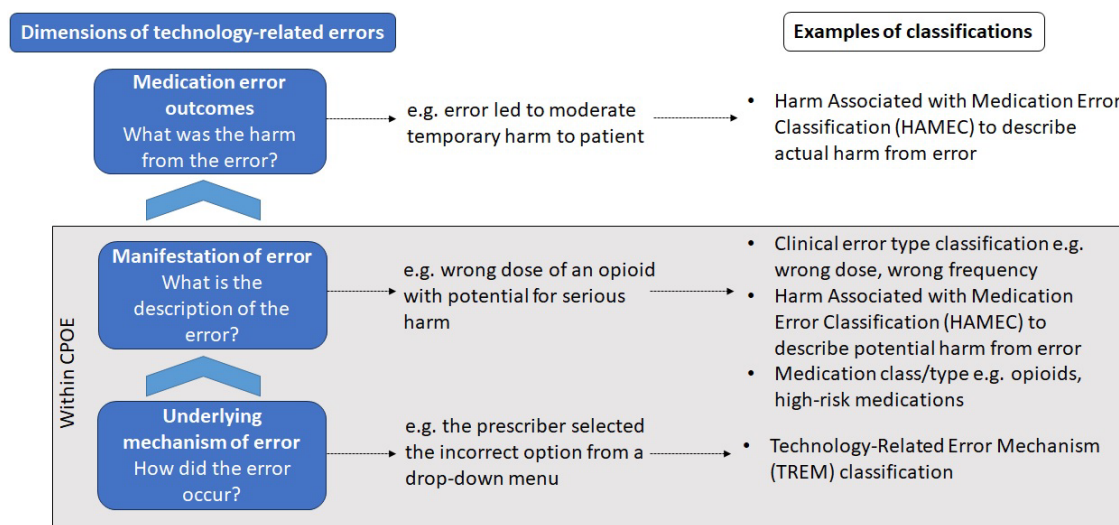 Dimensions of technology-related errors
Examples of classifications
Medication error
outcomes
What was the harm
from the error?
e.g. error led to moderate
temporary harm to patient
• Harm Associated with Medication Error
Classification (HAMEC) to describe
actual harm from error
Within CPOE
Manifestation of error
What is the
description of the
error?
e.g. wrong dose of an opioid
with potential for serious
harm
• Clinical error type classification e.g.
wrong dose, wrong frequency
• Harm Associated with Medication
Error Classification (HAMEC) to
describe potential harm from error
• Medication class/type e.g. opioids,
high-risk medications
Underlying
mechanism of error
How did the error
occur?
e.g. the prescriber selected
the incorrect option from a
drop-down menu
• Technology-Related Error Mechanism
(TREM) classification